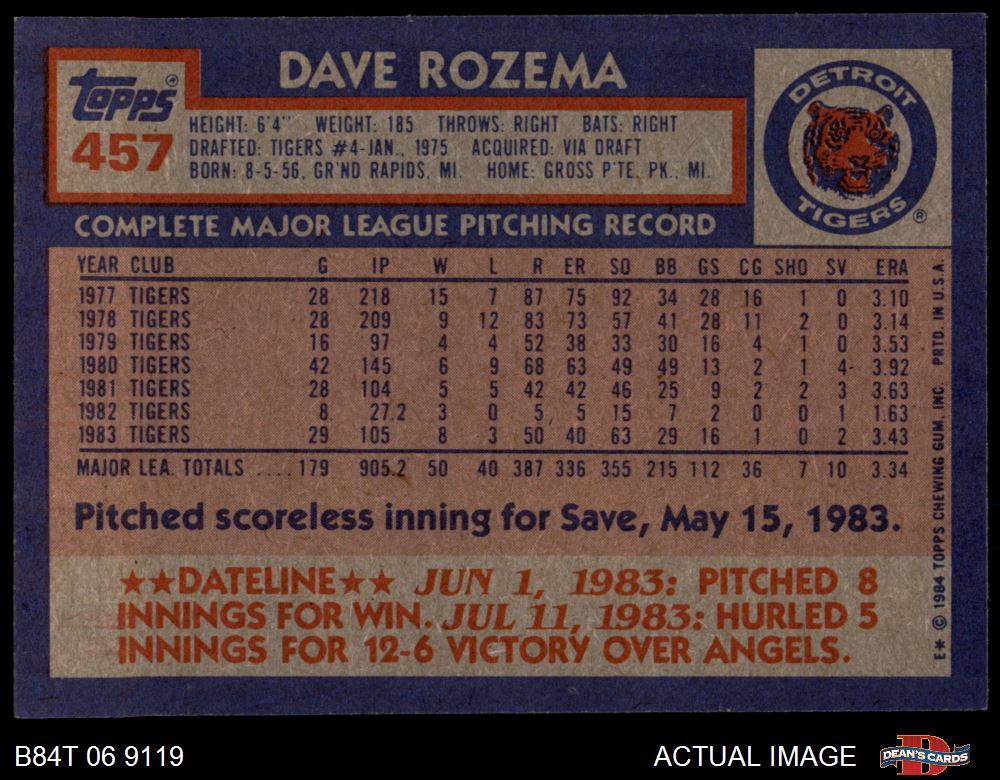 DAVE ROZEMA
Topps®
457
HEIGHT: 6'4" WEIGHT: 185 THROWS: RIGHT BATS: RIGHT
DRAFTED: TIGERS #4-JAN., 1975 ACQUIRED: VIA DRAFT
BORN: 8-5-56, GR'ND RAPIDS, MI. HOME: GROSS P'TE. PK., MI.
DETROIT
TIGERS®
COMPLETE MAJOR LEAGUE PITCHING RECORD
YEAR CLUB G IP W L R ER SO BB GS CG SHO SV ERA
1977 TIGERS 28 218 15 7 87 75 92 34 28 16 1 0 3.10
1978 TIGERS 28 209 9 12 83 73 57 41 28 11 2 0 3.14
1979 TIGERS 16 97 4 4 52 38 33 30 16 4 1 0 3.53
1980 TIGERS 42 145 6 9 68 63 49 49 13 2 1 4 3.92
1981 TIGERS 28 104 5 5 42 42 46 25 9 2 2 3 3.63
1982 TIGERS 8 27.2 3 0 5 5 15 7 2 0 0 1 1.63
1983 TIGERS 29 105 8 3 50 40 63 29 16 1 0 2 3.43
MAJOR LEA. TOTALS ....179 905.2 50 40 387 336 355 215 112 36 7 10 3.34
Pitched scoreless inning for Save, May 15, 1983.
★★DATELINE★★ JUN 1, 1983: PITCHED 8
INNINGS FOR WIN. JUL 11, 1983: HURLED 5
INNINGS FOR 12-6 VICTORY OVER ANGELS.
E* © 1984 TOPPS CHEWING GUM, INC. PRTD. IN U.S.A.
B84T 06 9119
ACTUAL IMAGE
D
DEAN'S CARDS